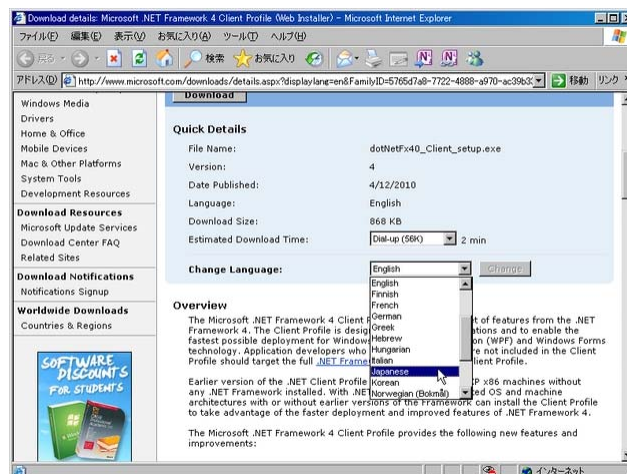 Download details: Microsoft .NET Framework 4 Client Profile (Web Installer) - Microsoft Internet Explorer
ファイル(F) 編集(E) 表示(V) お気に入り(A) ツール(T) ヘルプ(H)
戻る 検索 お気に入り
アドレス(D) http://www.microsoft.com/downloads/details.aspx?displaylang=en&FamilyID=5765d7a8-7722-4888-a970-ac39b3 移動 リンク
Windows Media
Drivers
Home & Office
Mobile Devices
Mac & Other Platforms
System Tools
Development Resources
Download Resources
Microsoft Update Services
Download Center FAQ
Related Sites
Download Notifications
Notifications Signup
Worldwide Downloads
Countries & Regions
SOFTWARE
DISCOUNTS
FOR STUDENTS
Download
Quick Details
File Name: dotNetFx40_Client_setup.exe
Version: 4
Date Published: 4/12/2010
Language: English
Download Size: 868 KB
Estimated Download Time: Dial-up (56K) 2 min
Change Language: English Change
English
Finnish
French
German
Greek
Hebrew
Hungarian
Italian
Japanese
Korean
Norwegian (Bokmål)
Overview
The Microsoft .NET Framework 4 Client P t of features from the .NET
Framework 4. The Client Profile is desig ations and to enable the
fastest possible deployment for Window on (WPF) and Windows Forms
technology. Application developers who re not included in the Client
Profile should target the full .NET Frame lient Profile.
Earlier version of the .NET Client Profile P x86 machines without
any .NET Framework installed. With .NET ed OS and machine
architectures with or without earlier versions of the Framework can install the Client Profile
to take advantage of the faster deployment and improved features of .NET Framework 4.
The Microsoft .NET Framework 4 Client Profile provides the following new features and
improvements:
インターネット